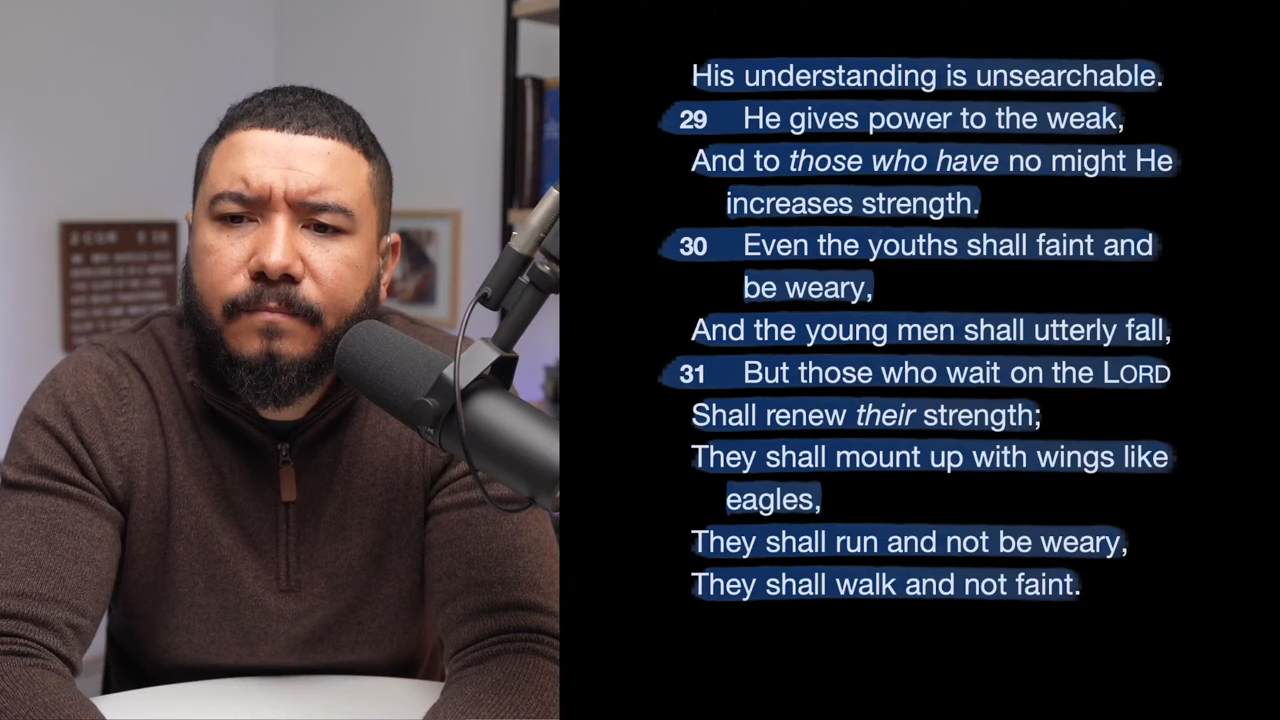 His understanding is unsearchable.
29 He gives power to the weak,
And to those who have no might He
increases strength.
30 Even the youths shall faint and
be weary,
And the young men shall utterly fall,
31 But those who wait on the LORD
Shall renew their strength;
They shall mount up with wings like
eagles,
They shall run and not be weary,
They shall walk and not faint.